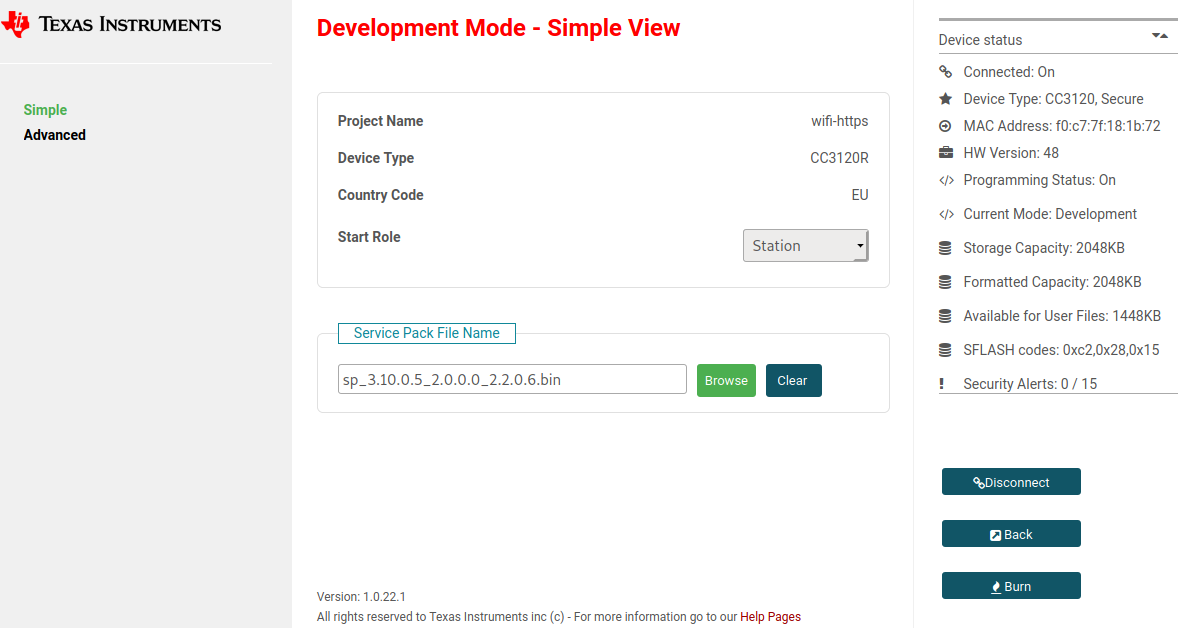 TEXAS INSTRUMENTS
Simple
Advanced
Development Mode - Simple View
Project Name wifi-https
Device Type CC3120R
Country Code EU
Start Role Station
Service Pack File Name
sp_3.10.0.5_2.0.0.0_2.2.0.6.bin Browse Clear
Version: 1.0.22.1
All rights reserved to Texas Instruments inc (c) - For more information go to our Help Pages
Device status
Connected: On
Device Type: CC3120, Secure
MAC Address: f0:c7:7f:18:1b:72
HW Version: 48
Programming Status: On
Current Mode: Development
Storage Capacity: 2048KB
Formatted Capacity: 2048KB
Available for User Files: 1448KB
SFLASH codes: 0xc2,0x28,0x15
Security Alerts: 0 / 15
Disconnect
Back
Burn